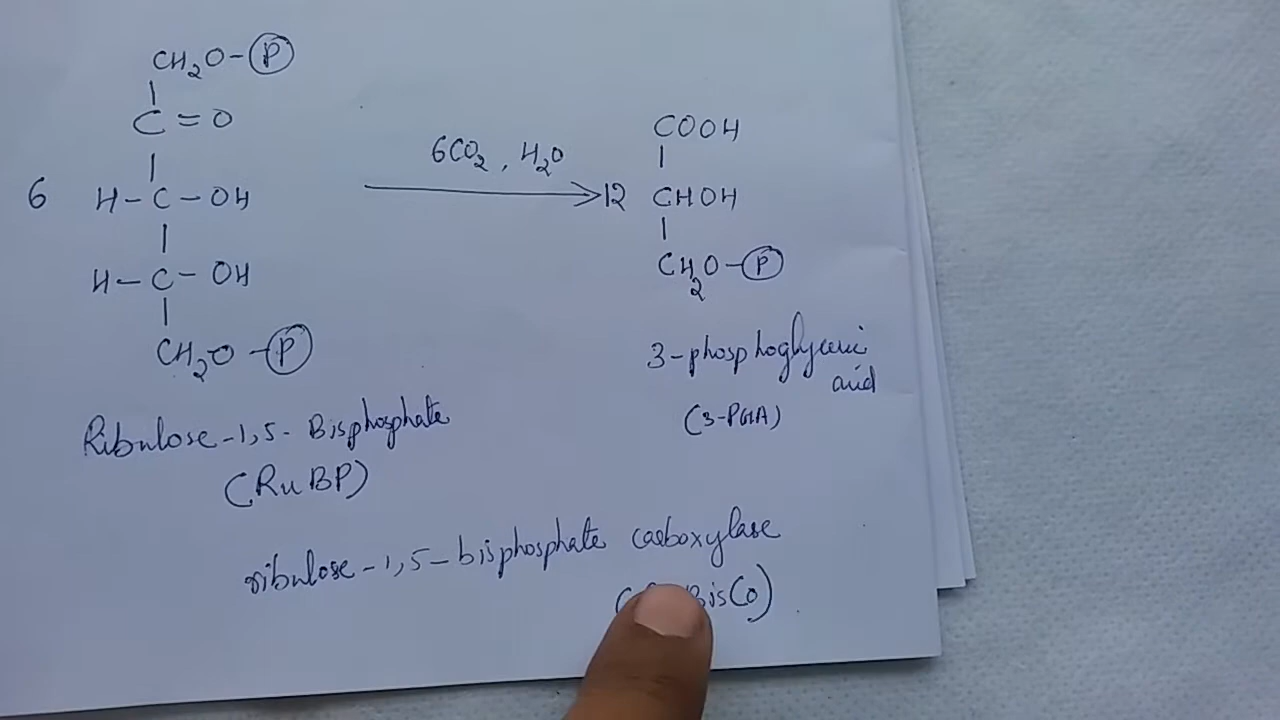 CH2O-P
C=O
6 H-C-OH
H-C-OH
CH2O-P
Ribulose-1,5-Bisphosphate
(RuBP)
6CO2, H2O
12
COOH
CHOH
CH2O-P
3-phosphoglyceric
acid
(3-PGA)
ribulose-1,5-bisphosphate carboxylase
BisCo)